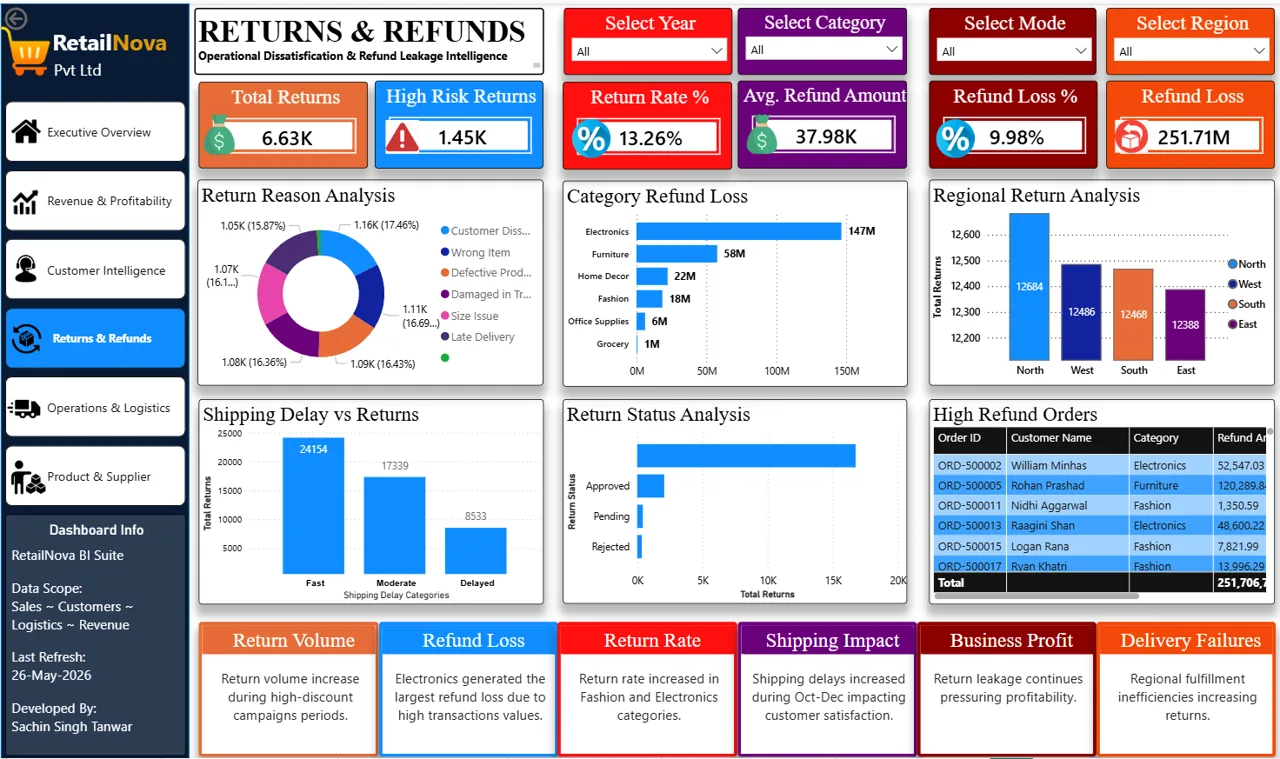 RetailNova
Pvt Ltd
Executive Overview
Revenue & Profitability
Customer Intelligence
Returns & Refunds
Operations & Logistics
Product & Supplier
Dashboard Info
RetailNova BI Suite
Data Scope:
Sales ~ Customers ~
Logistics ~ Revenue
Last Refresh:
26-May-2026
Developed By:
Sachin Singh Tanwar
RETURNS & REFUNDS
Operational Dissatisfication & Refund Leakage Intelligence
Select Year
All
Select Category
All
Select Mode
All
Select Region
All
Total Returns
6.63K
High Risk Returns
1.45K
Return Rate %
13.26%
Avg. Refund Amount
37.98K
Refund Loss %
9.98%
Refund Loss
251.71M
Return Reason Analysis
1.05K (15.87%)
1.16K (17.46%)
1.07K
(16.1...)
1.11K
(16.69...)
1.08K (16.36%)
1.09K (16.43%)
Customer Diss...
Wrong Item
Defective Prod...
Damaged in Tr...
Size Issue
Late Delivery
Category Refund Loss
Electronics 147M
Furniture 58M
Home Decor 22M
Fashion 18M
Office Supplies 6M
Grocery 1M
0M 50M 100M 150M
Regional Return Analysis
Total Returns
12,600
12,500
12,400
12,300
12,200
12684
12486
12468
12388
North West South East
North
West
South
East
Shipping Delay vs Returns
Total Returns
25000
20000
15000
10000
5000
24154
17339
8533
Fast Moderate Delayed
Shipping Delay Categories
Return Status Analysis
Return Status
Approved
Pending
Rejected
0K 5K 10K 15K 20K
Total Returns
High Refund Orders
Order ID Customer Name Category Refund Ar
ORD-500002 William Minhas Electronics 52,547.03
ORD-500005 Rohan Prashad Furniture 120,289.84
ORD-500011 Nidhi Aggarwal Fashion 1,350.59
ORD-500013 Raagini Shan Electronics 48,600.22
ORD-500015 Logan Rana Fashion 7,821.99
ORD-500017 Ryan Khatri Fashion 13,996.29
Total 251,706,7
Return Volume
Return volume increase
during high-discount
campaigns periods.
Refund Loss
Electronics generated the
largest refund loss due to
high transactions values.
Return Rate
Return rate increased in
Fashion and Electronics
categories.
Shipping Impact
Shipping delays increased
during Oct-Dec impacting
customer satisfaction.
Business Profit
Return leakage continues
pressuring profitability.
Delivery Failures
Regional fulfillment
inefficiencies increasing
returns.